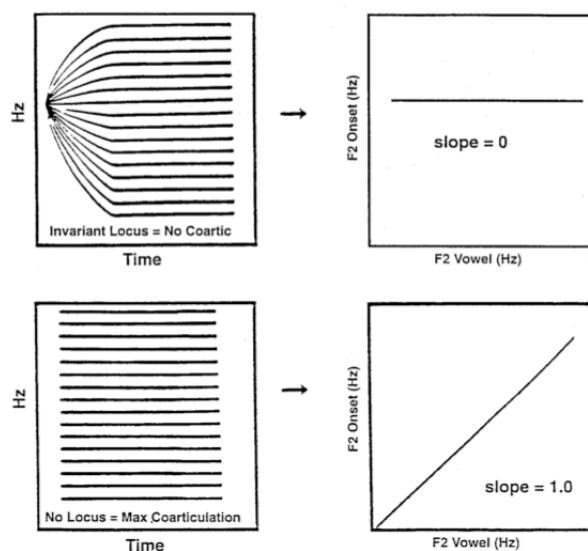 Hz
Invariant Locus = No Coartic
Time
F2 Onset (Hz)
slope = 0
F2 Vowel (Hz)
Hz
No Locus = Max Coarticulation
Time
F2 Onset (Hz)
slope = 1.0
F2 Vowel (Hz)